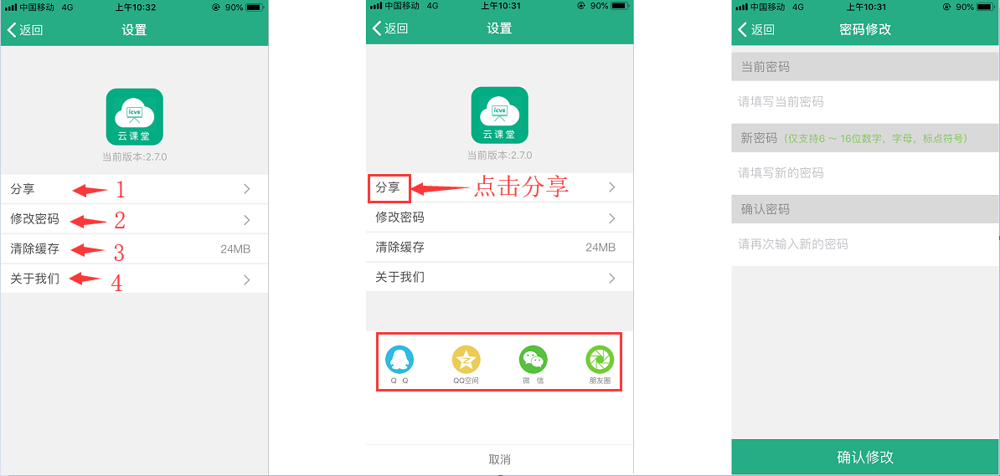 中国移动 4G 上午10:32 90%
返回 设置
icve
云课堂
当前版本:2.7.0
分享 1
修改密码 2
清除缓存 3 24MB
关于我们 4
中国移动 4G 上午10:31 90%
返回 设置
icve
云课堂
当前版本:2.7.0
分享 点击分享
修改密码
清除缓存 24MB
关于我们
Q Q QQ空间 微 信 朋友圈
取消
中国移动 4G 上午10:31 90%
返回 密码修改
当前密码
请填写当前密码
新密码（仅支持6 ～ 16位数字，字母，标点符号）
请填写新的密码
确认密码
请再次输入新的密码
确认修改